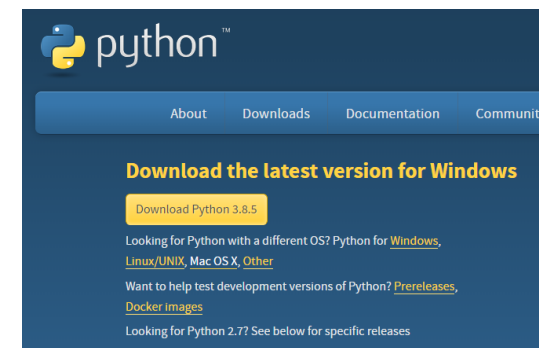 python™
About Downloads Documentation Communit
Download the latest version for Windows
Download Python 3.8.5
Looking for Python with a different OS? Python for Windows,
Linux/UNIX, Mac OS X, Other
Want to help test development versions of Python? Prereleases,
Docker images
Looking for Python 2.7? See below for specific releases